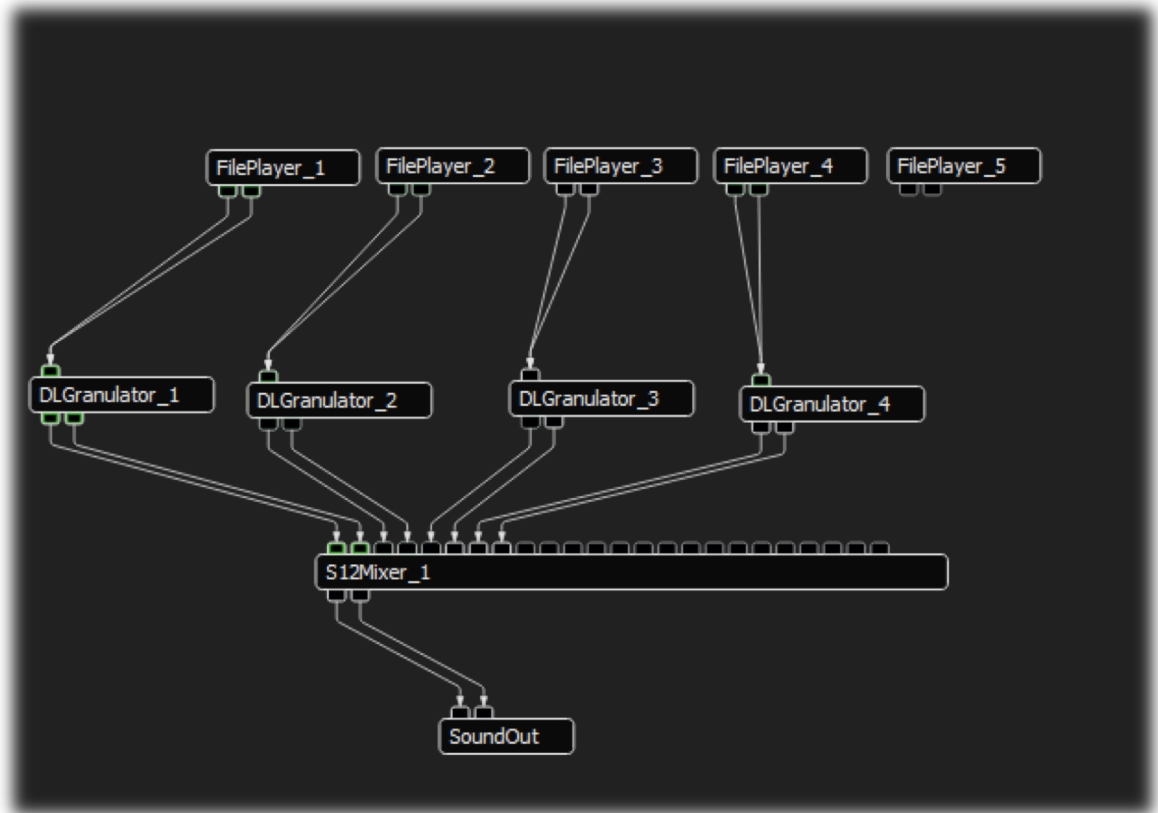 FilePlayer_1
FilePlayer_2
FilePlayer_3
FilePlayer_4
FilePlayer_5
DLGranulator_1
DLGranulator_2
DLGranulator_3
DLGranulator_4
S12Mixer_1
SoundOut